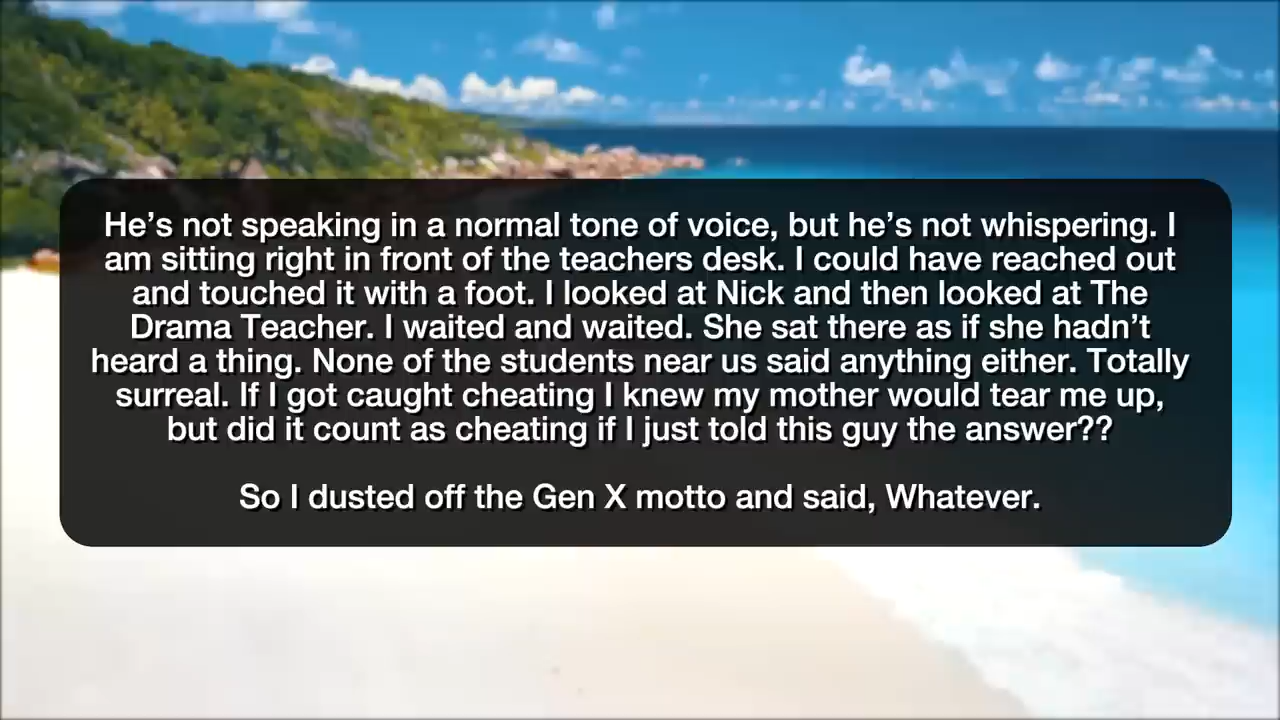 He’s not speaking in a normal tone of voice, but he’s not whispering. I
am sitting right in front of the teachers desk. I could have reached out
and touched it with a foot. I looked at Nick and then looked at The
Drama Teacher. I waited and waited. She sat there as if she hadn’t
heard a thing. None of the students near us said anything either. Totally
surreal. If I got caught cheating I knew my mother would tear me up,
but did it count as cheating if I just told this guy the answer??
So I dusted off the Gen X motto and said, Whatever.